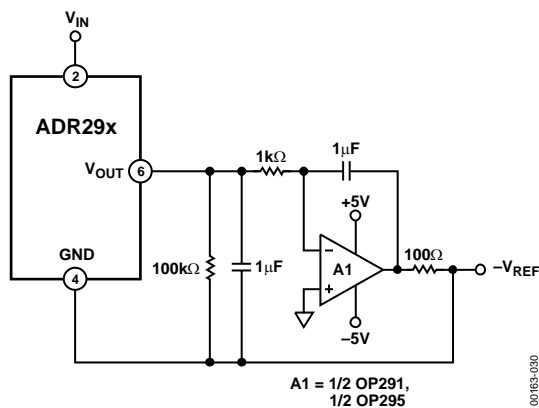 V_IN
2
ADR29x
V_OUT 6
GND
4
1kΩ
1μF
100kΩ
1μF
+5V
–
A1
+
–5V
100Ω
–V_REF
A1 = 1/2 OP291,
1/2 OP295
00163-030